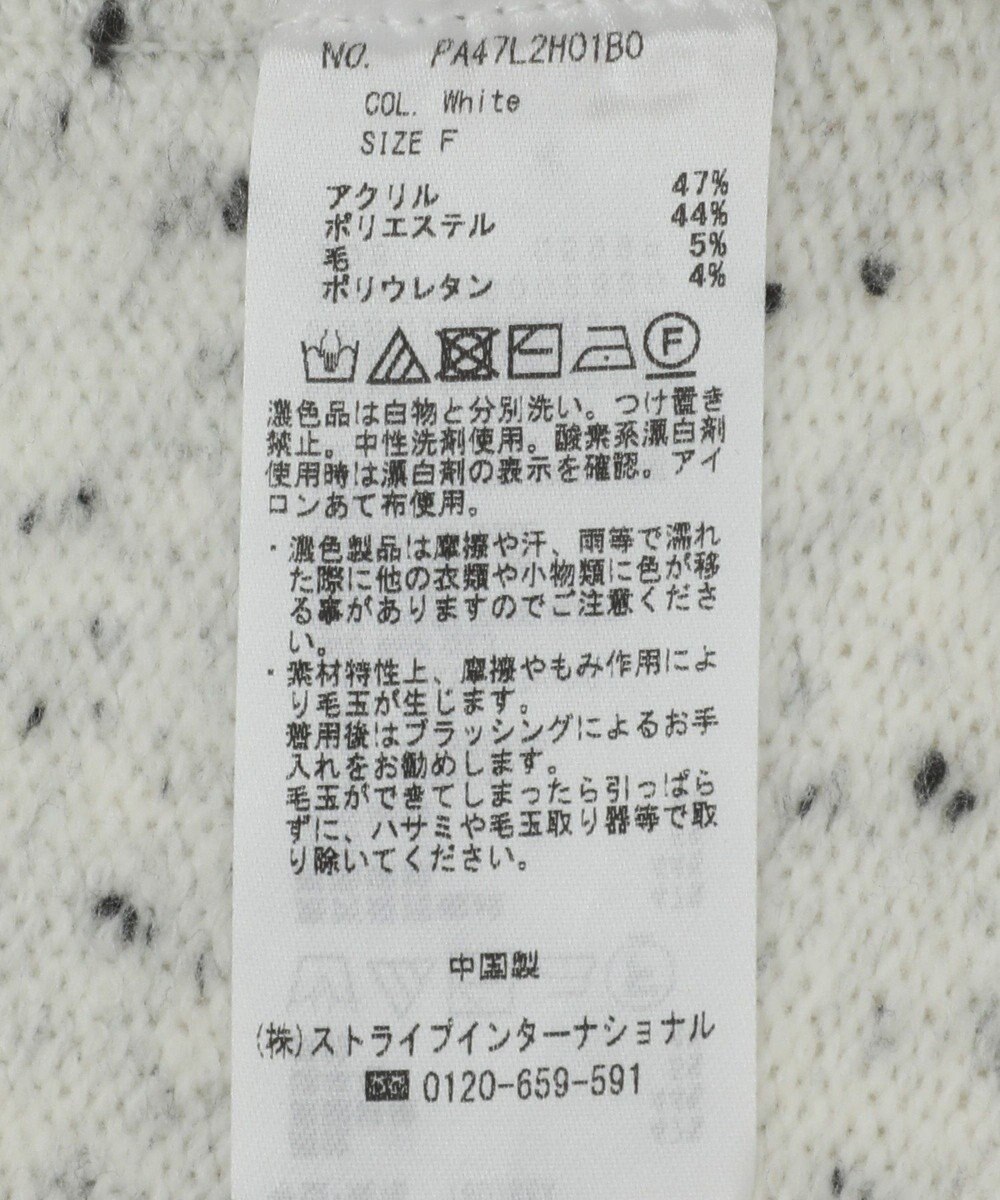 NO. PA47L2H01B0
COL. White
SIZE F
アクリル 47%
ポリエステル 44%
毛 5%
ポリウレタン 4%
F
濃色品は白物と分別洗い。つけ置き
禁止。中性洗剤使用。酸素系漂白剤
使用時は漂白剤の表示を確認。アイ
ロンあて布使用。
・濃色製品は摩擦や汗、雨等で濡れ
た際に他の衣類や小物類に色が移
る事がありますのでご注意くださ
い。
・素材特性上、摩擦やもみ作用によ
り毛玉が生じます。
着用後はブラッシングによるお手
入れをお勧めします。
毛玉ができてしまったら引っぱら
ずに、ハサミや毛玉取り器等で取
り除いてください。
中国製
(株)ストライプインターナショナル
0120-659-591